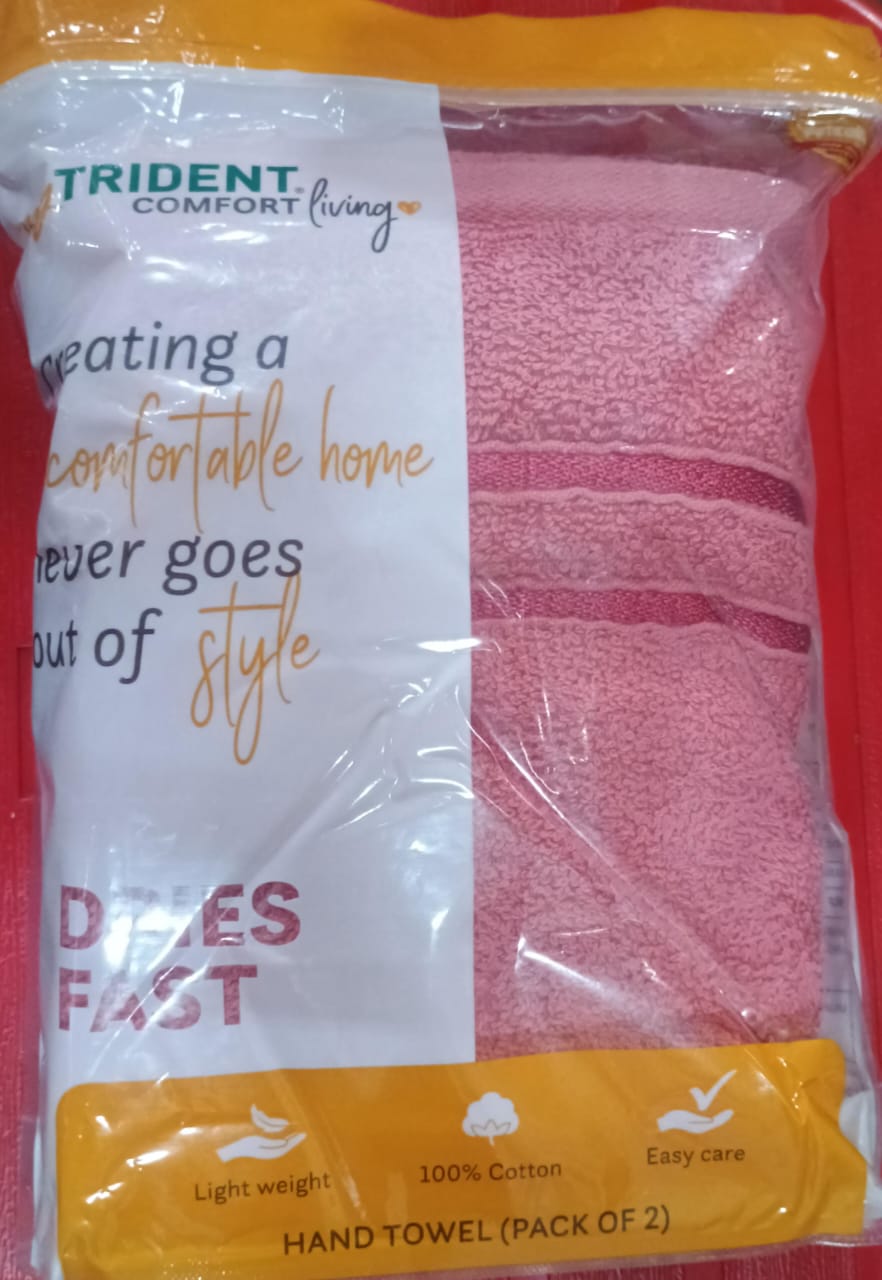 TRIDENT
COMFORT living
creating a
comfortable home
never goes
out of style
DRIES
FAST
Light weight
100% Cotton
Easy care
HAND TOWEL (PACK OF 2)